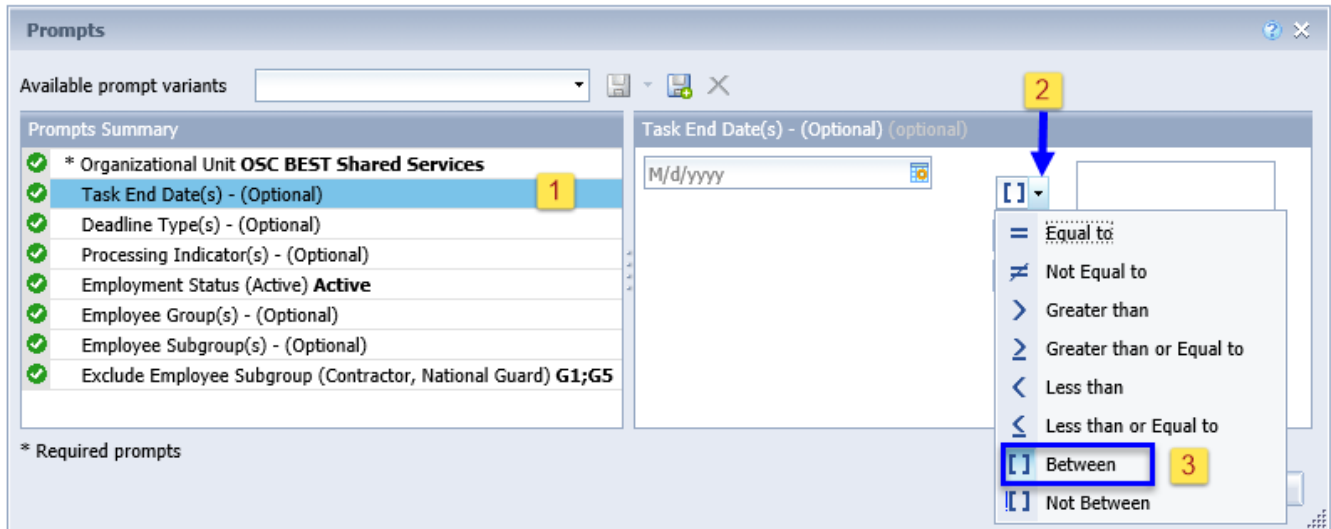 Prompts
Available prompt variants
2
Prompts Summary
* Organizational Unit OSC BEST Shared Services
Task End Date(s) - (Optional)
1
Deadline Type(s) - (Optional)
Processing Indicator(s) - (Optional)
Employment Status (Active) Active
Employee Group(s) - (Optional)
Employee Subgroup(s) - (Optional)
Exclude Employee Subgroup (Contractor, National Guard) G1;G5
* Required prompts
Task End Date(s) - (Optional) (optional)
M/d/yyyy
[ ]
= Equal to
≠ Not Equal to
> Greater than
≥ Greater than or Equal to
< Less than
≤ Less than or Equal to
[ ] Between
3
![ ] Not Between